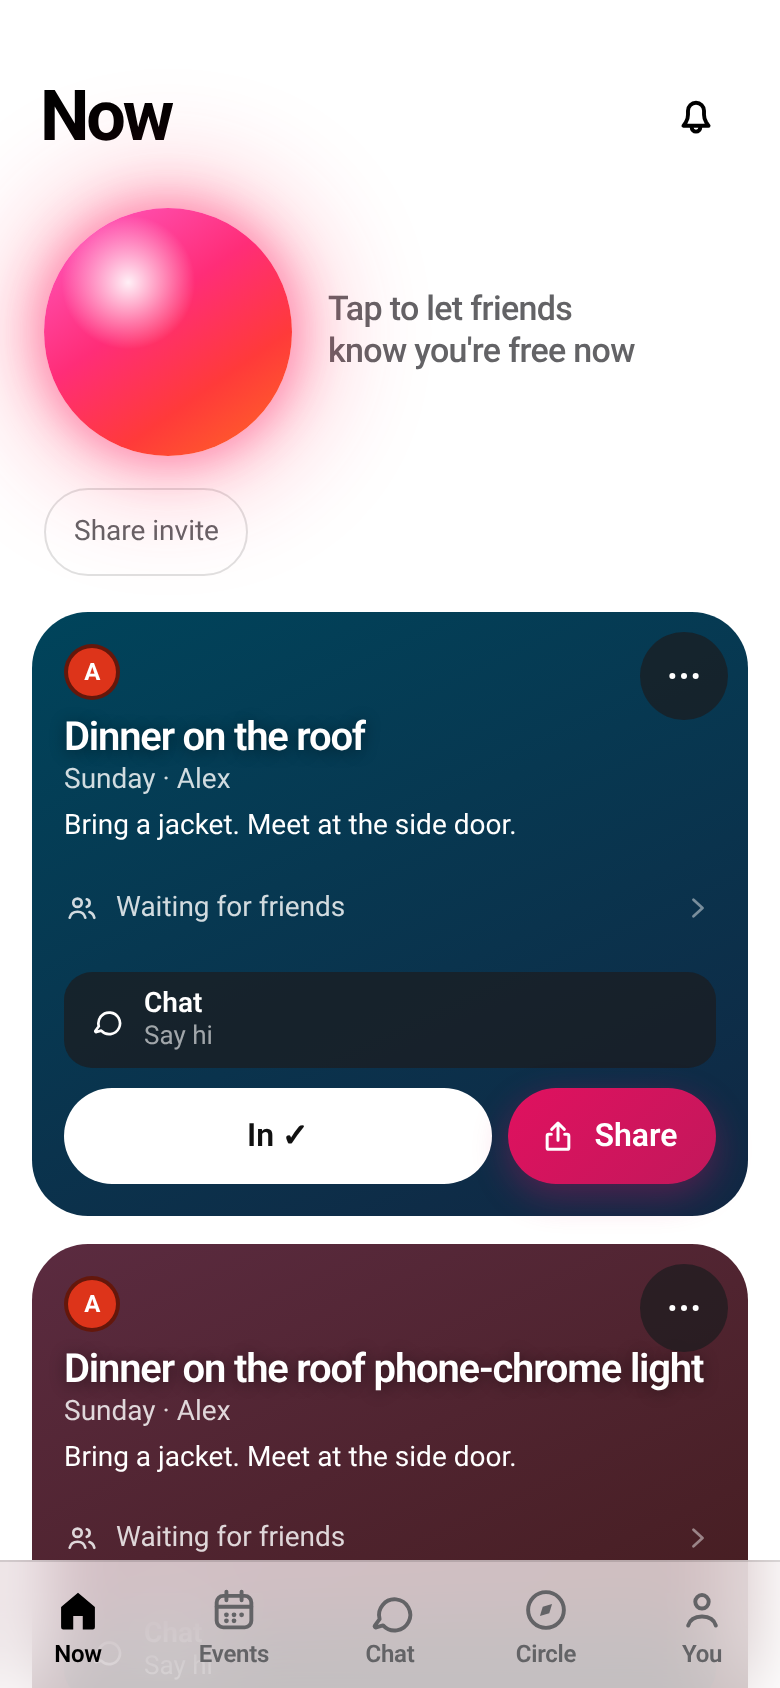 Now
Tap to let friends
know you're free now
Share invite
A
Dinner on the roof
Sunday · Alex
Bring a jacket. Meet at the side door.
Waiting for friends
Chat
Say hi
In ✓
Share
A
Dinner on the roof phone-chrome light
Sunday · Alex
Bring a jacket. Meet at the side door.
Waiting for friends
Chat
Say hi
Now
Events
Chat
Circle
You